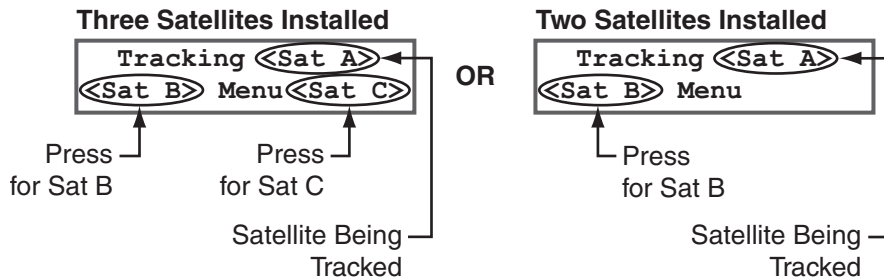 Three Satellites Installed
Tracking <Sat A>
<Sat B> Menu <Sat C>
Press
for Sat B
Press
for Sat C
Satellite Being
Tracked
OR
Two Satellites Installed
Tracking <Sat A>
<Sat B> Menu
Press
for Sat B
Satellite Being
Tracked